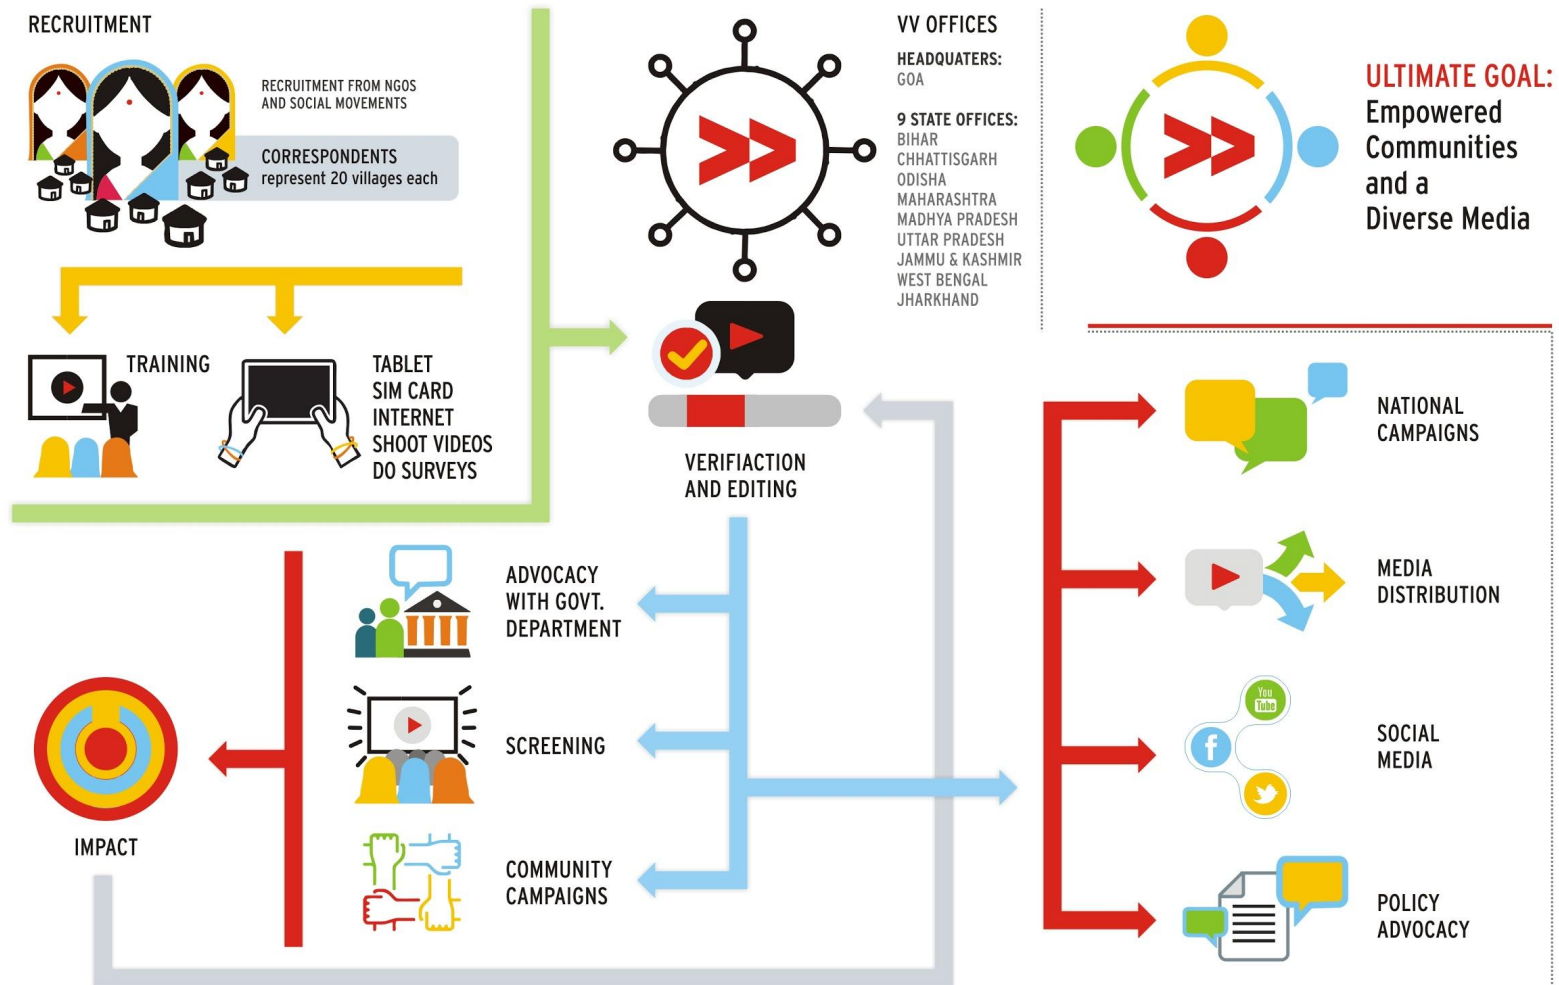 RECRUITMENT
RECRUITMENT FROM NGOS
AND SOCIAL MOVEMENTS
CORRESPONDENTS
represent 20 villages each
TRAINING
TABLET
SIM CARD
INTERNET
SHOOT VIDEOS
DO SURVEYS
VV OFFICES
HEADQUATERS:
GOA
9 STATE OFFICES:
BIHAR
CHHATTISGARH
ODISHA
MAHARASHTRA
MADHYA PRADESH
UTTAR PRADESH
JAMMU & KASHMIR
WEST BENGAL
JHARKHAND
VERIFIACTION
AND EDITING
ULTIMATE GOAL:
Empowered
Communities
and a
Diverse Media
ADVOCACY
WITH GOVT.
DEPARTMENT
SCREENING
COMMUNITY
CAMPAIGNS
IMPACT
NATIONAL
CAMPAIGNS
MEDIA
DISTRIBUTION
You
Tube
f
SOCIAL
MEDIA
POLICY
ADVOCACY